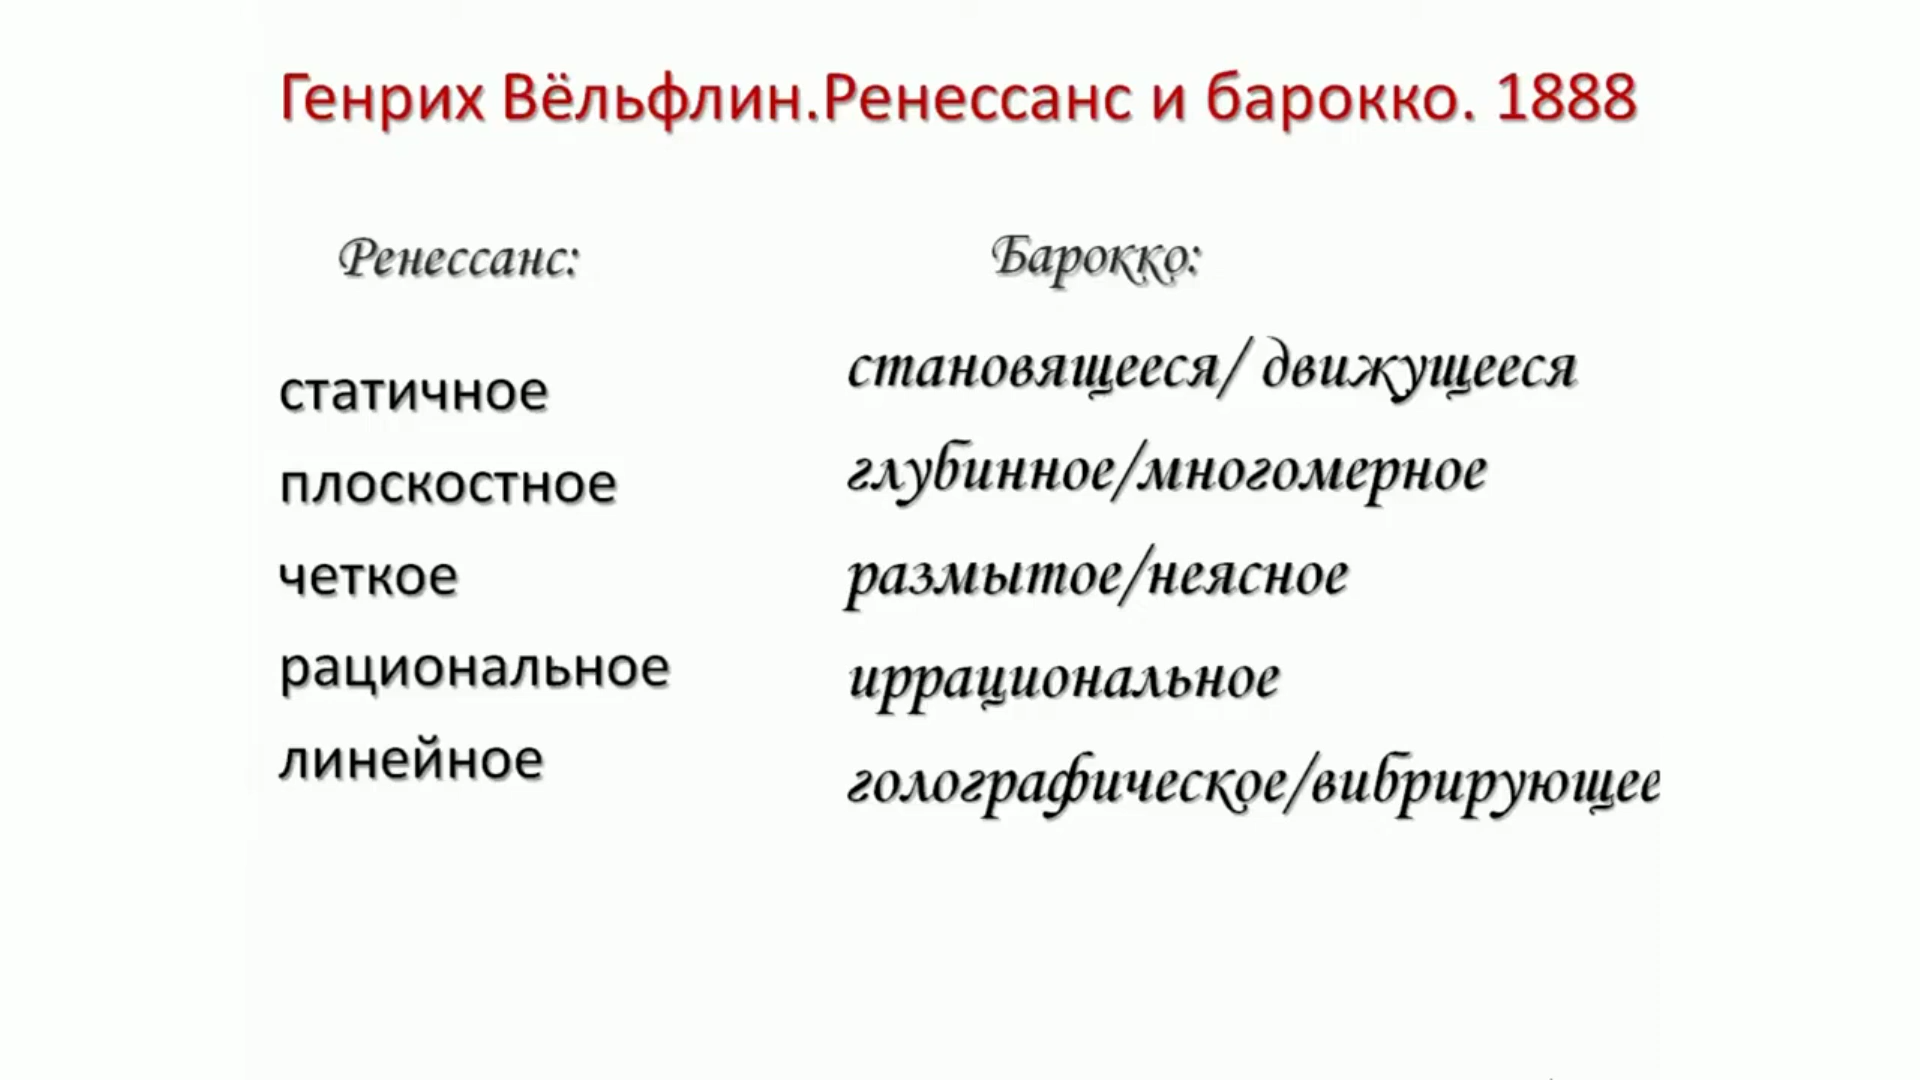 Генрих Вёльфлин.Ренессанс и барокко. 1888
Ренессанс:
статичное
плоскостное
четкое
рациональное
линейное
Барокко:
становящееся/ движущееся
глубинное/многомерное
размытое/неясное
иррациональное
голографическое/вибрирующее